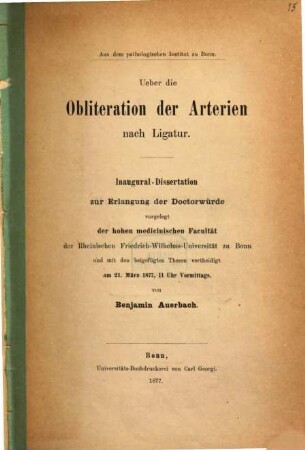 15
Aus dem pathologischen Institut zu Bonn.
Ueber die
Obliteration der Arterien
nach Ligatur.
Inaugural-Dissertation
zur Erlangung der Doctorwürde
vorgelegt
der hohen medicinischen Facultät
der Rheinischen Friedrich-Wilhelms-Universität zu Bonn
und mit den beigefügten Thesen vertheidigt
am 21. März 1877, 11 Uhr Vormittags.
von
Benjamin Auerbach.
Bonn,
Universitäts-Buchdruckerei von Carl Georgi.
1877.